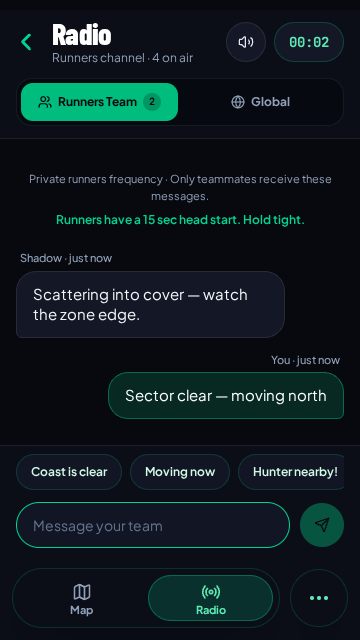 Radio
Runners channel · 4 on air
00:02
Runners Team 2
Global
Private runners frequency · Only teammates receive these
messages.
Runners have a 15 sec head start. Hold tight.
Shadow · just now
Scattering into cover — watch
the zone edge.
You · just now
Sector clear — moving north
Coast is clear
Moving now
Hunter nearby!
Message your team
Map
Radio